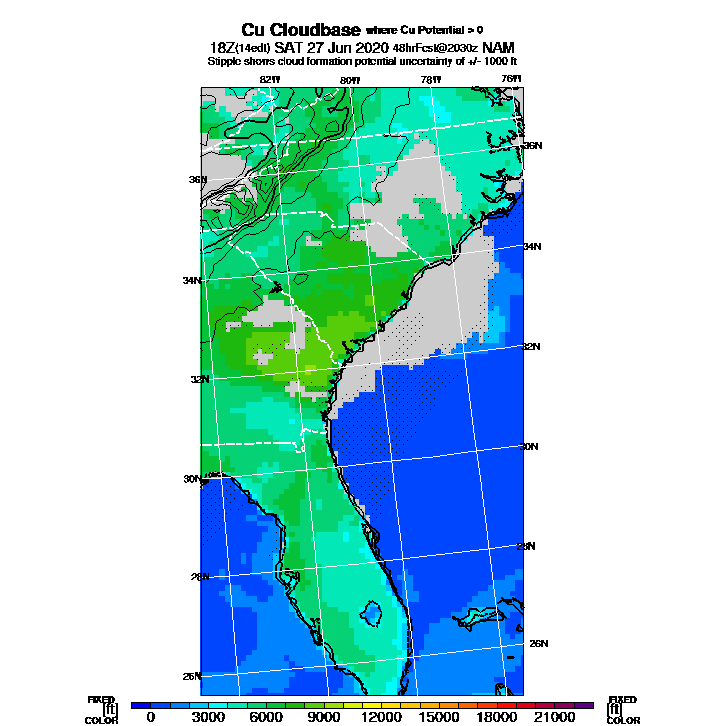 Cu Cloudbase where Cu Potential > 0
18Z(14edt) SAT 27 Jun 2020 48hrFcst@2030z NAM
Stipple shows cloud formation potential uncertainty of +/- 1000 ft
82W 80W 78W 76W
36N 36N
34N 34N
32N 32N
30N 30N
28N 28N
26N 26N
FIXED FIXED
[ft] 0 3000 6000 9000 12000 15000 18000 21000 [ft]
COLOR COLOR